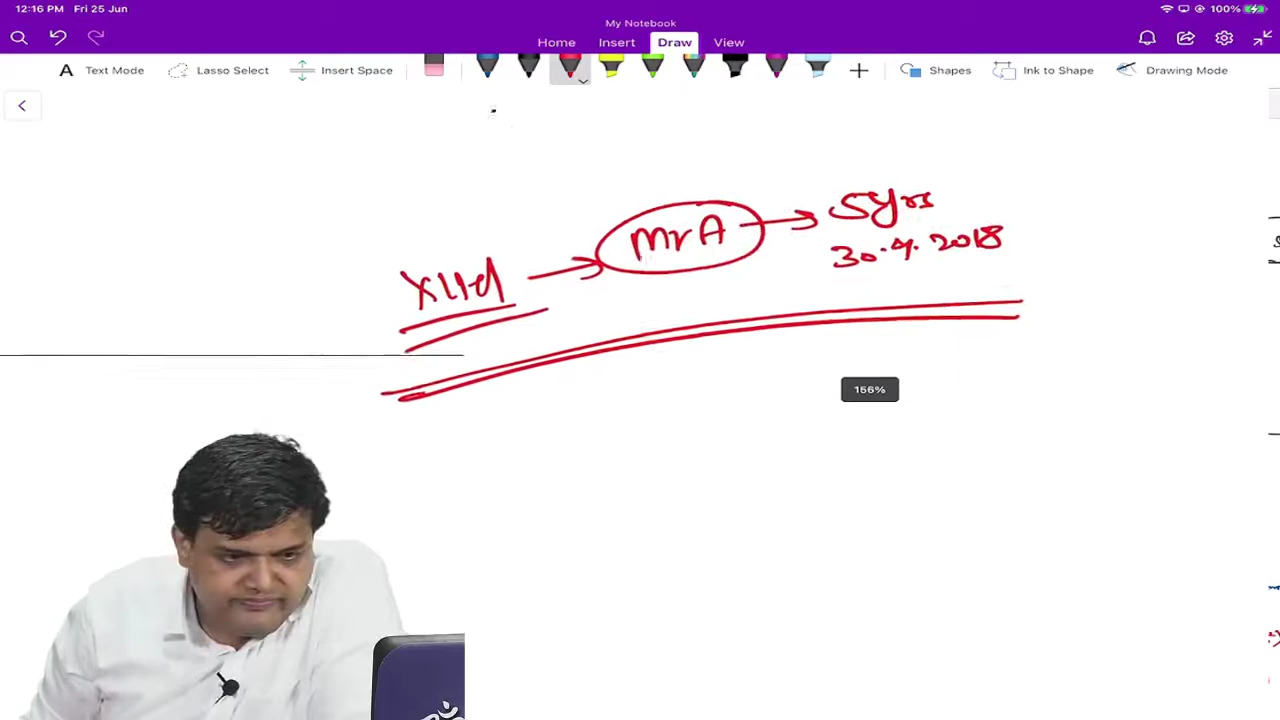 12:16 PM Fri 25 Jun
100%
My Notebook
Home Insert Draw View
Text Mode Lasso Select Insert Space Shapes Ink to Shape Drawing Mode
XLtd → Mr A → 5yrs
30.4.2018
156%